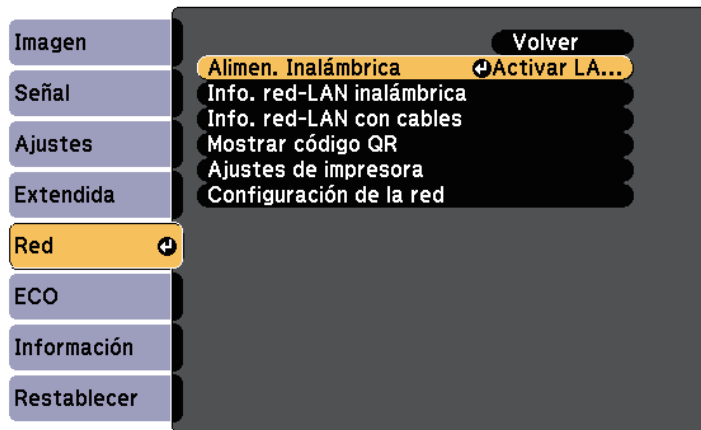 Imagen
Señal
Ajustes
Extendida
Red
ECO
Información
Restablecer
Volver
Alimen. Inalámbrica Activar LA...
Info. red-LAN inalámbrica
Info. red-LAN con cables
Mostrar código QR
Ajustes de impresora
Configuración de la red